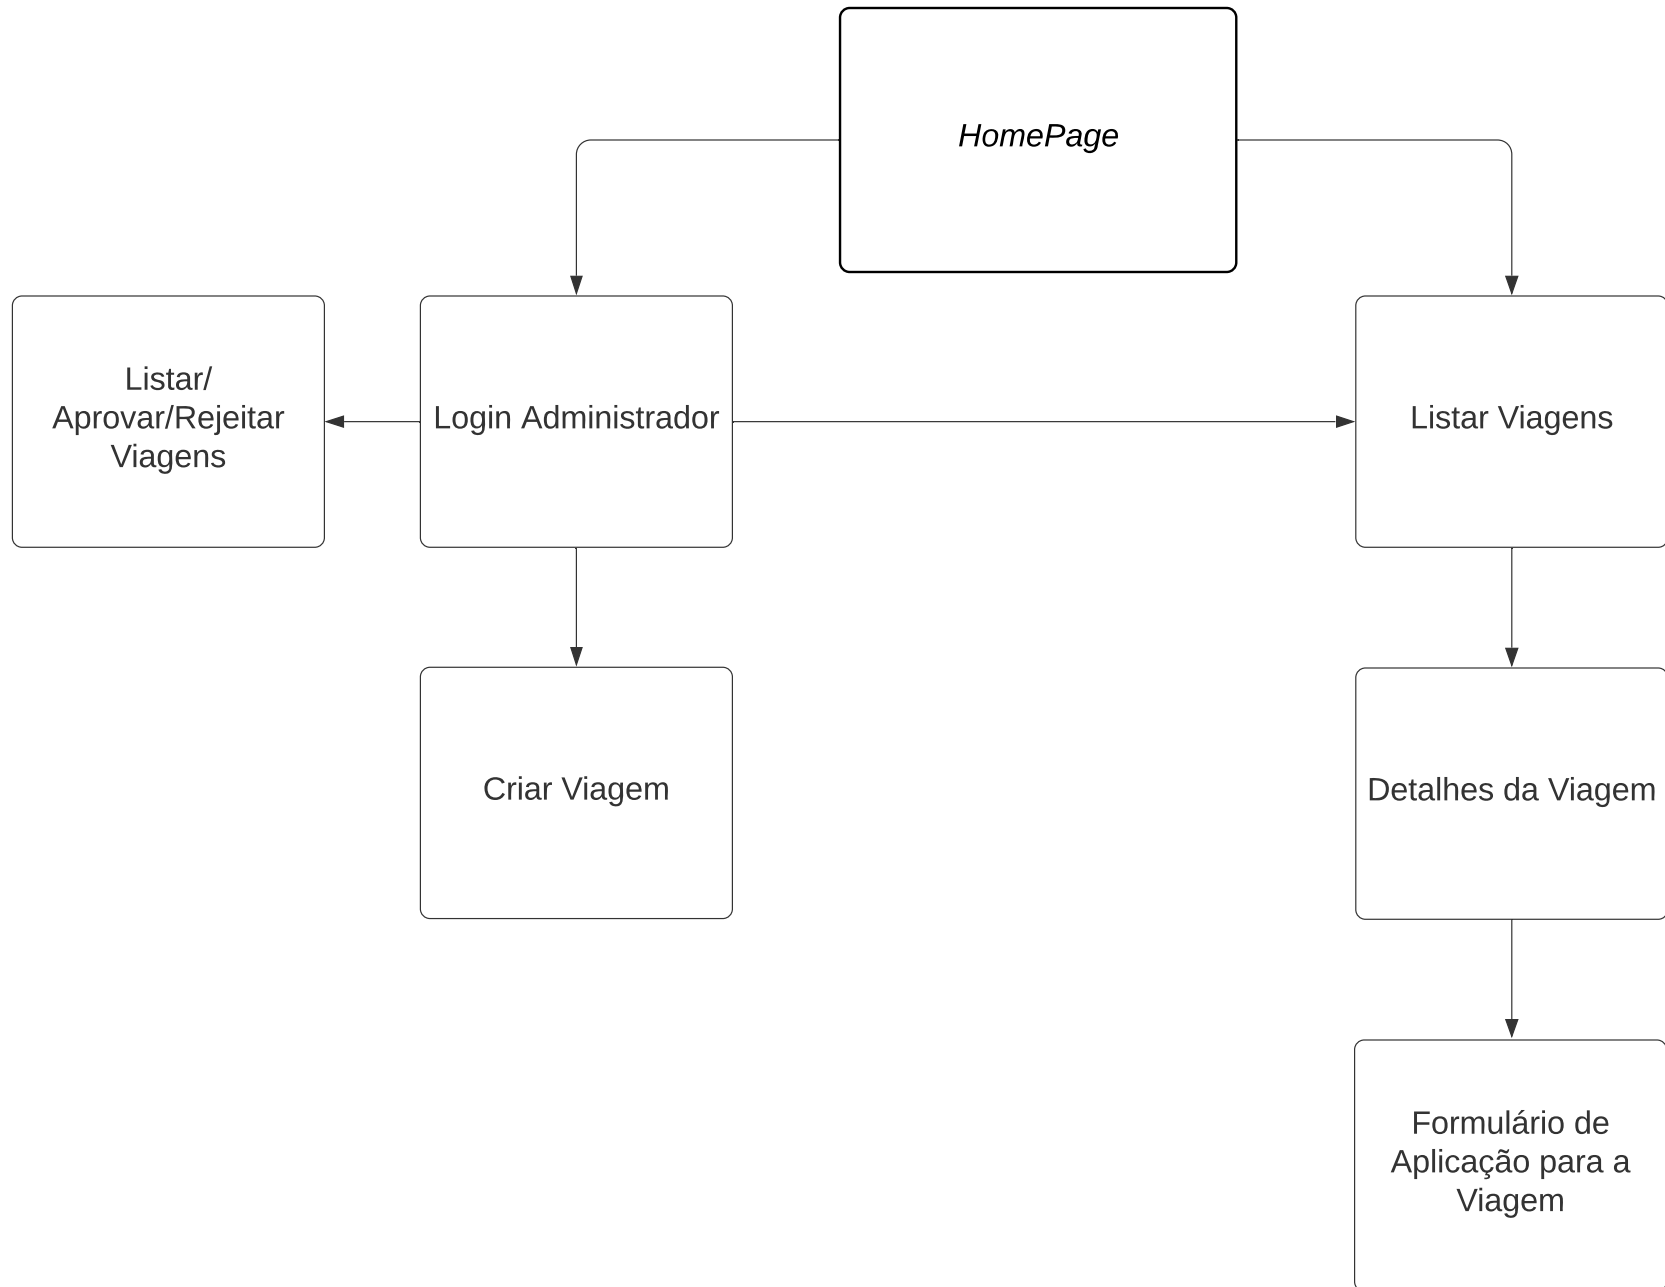 HomePage
Listar/
Aprovar/Rejeitar
Viagens
Login Administrador
Listar Viagens
Criar Viagem
Detalhes da Viagem
Formulário de
Aplicação para a
Viagem